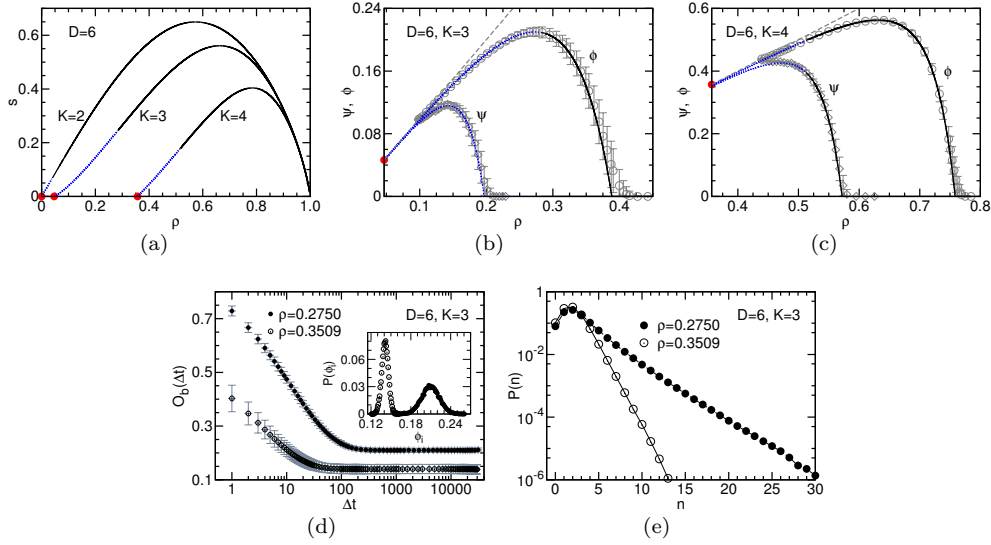 0.6
0.4
0.2
0
s
D=6
K=2
K=3
K=4
0.0 0.2 0.4 0.6 0.8 1.0
ρ
(a)
0.24
0.16
0.08
0
ψ, ϕ
D=6, K=3
ϕ
ψ
0.1 0.2 0.3 0.4
ρ
(b)
0.6
0.4
0.2
0
ψ, ϕ
D=6, K=4
ϕ
ψ
0.4 0.5 0.6 0.7 0.8
ρ
(c)
0.7
0.5
0.3
0.1
O_b(Δt)
D=6, K=3
ρ=0.2750
ρ=0.3509
0.08
0.06
0.03
0.00
P(ϕ_i)
0.12 0.18 0.24
ϕ_i
1 10 100 1000 10000
Δt
(d)
1
10^-2
10^-4
10^-6
P(n)
D=6, K=3
ρ=0.2750
ρ=0.3509
0 5 10 15 20 25 30
n
(e)